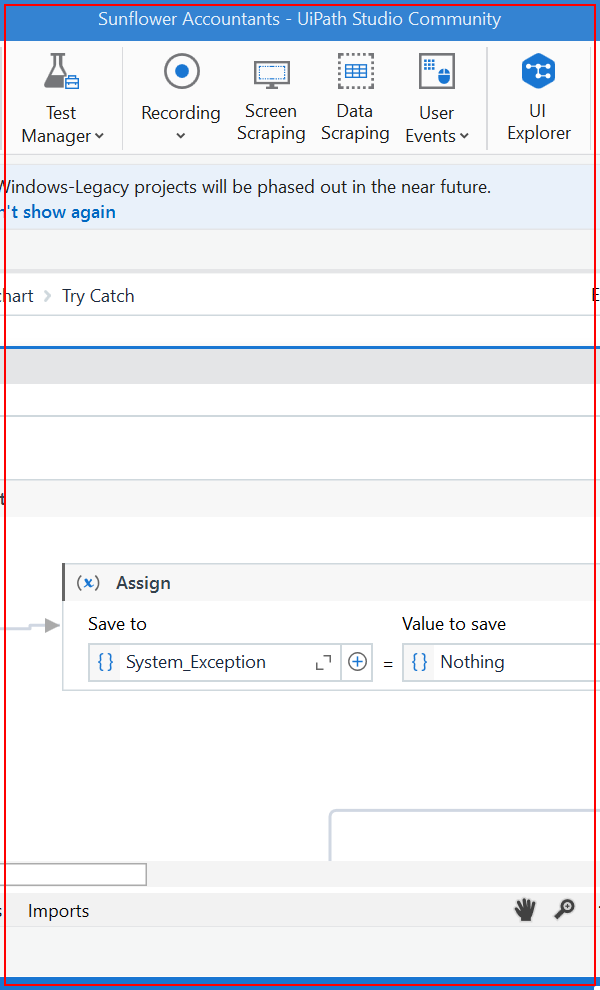 Sunflower Accountants - UiPath Studio Community
Test Manager
Recording
Screen Scraping
Data Scraping
User Events
UI Explorer
Windows-Legacy projects will be phased out in the near future.
n't show again
hart > Try Catch
E
t
(x) Assign
Save to
Value to save
{} System_Exception
=
{} Nothing
s
Imports